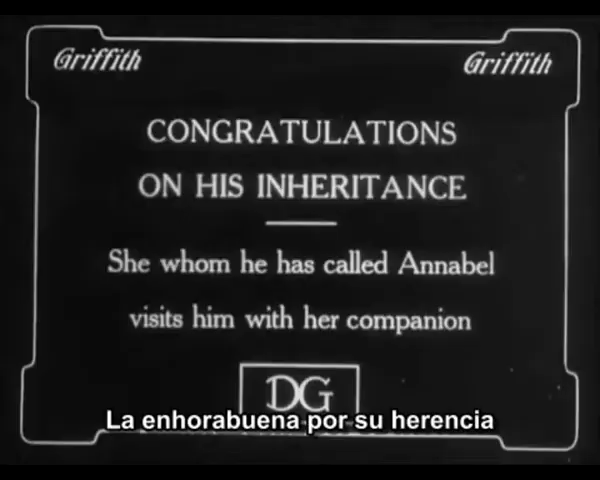 Griffith Griffith
CONGRATULATIONS
ON HIS INHERITANCE
She whom he has called Annabel
visits him with her companion
DG
La enhorabuena por su herencia